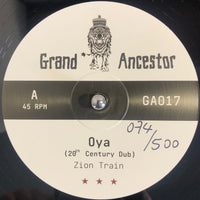 Grand Ancestor
A
45 RPM
GA017
074/500
Oya
(20th Century Dub)
Zion Train